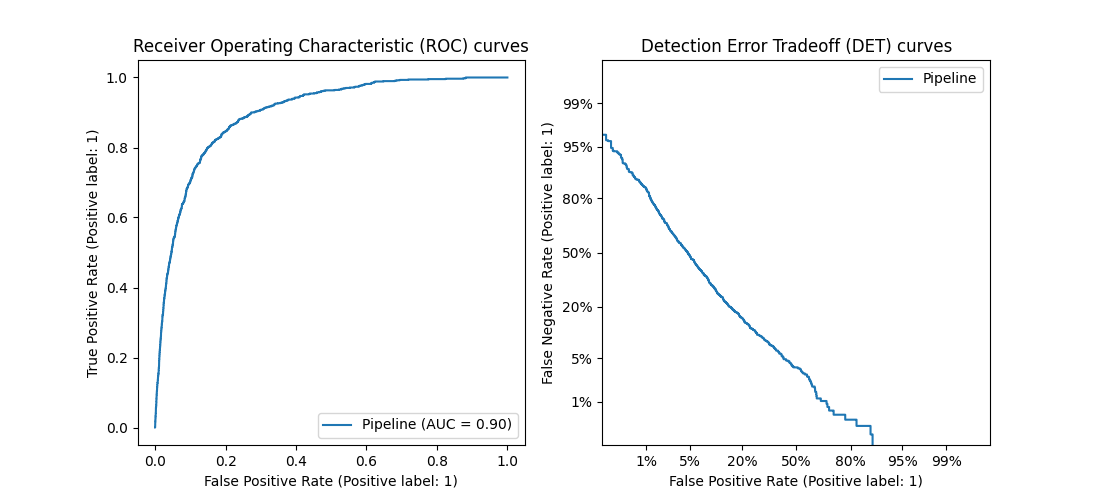 Receiver Operating Characteristic (ROC) curves
True Positive Rate (Positive label: 1)
1.0
0.8
0.6
0.4
0.2
0.0
Pipeline (AUC = 0.90)
0.0 0.2 0.4 0.6 0.8 1.0
False Positive Rate (Positive label: 1)
Detection Error Tradeoff (DET) curves
False Negative Rate (Positive label: 1)
Pipeline
99%
95%
80%
50%
20%
5%
1%
1% 5% 20% 50% 80% 95% 99%
False Positive Rate (Positive label: 1)